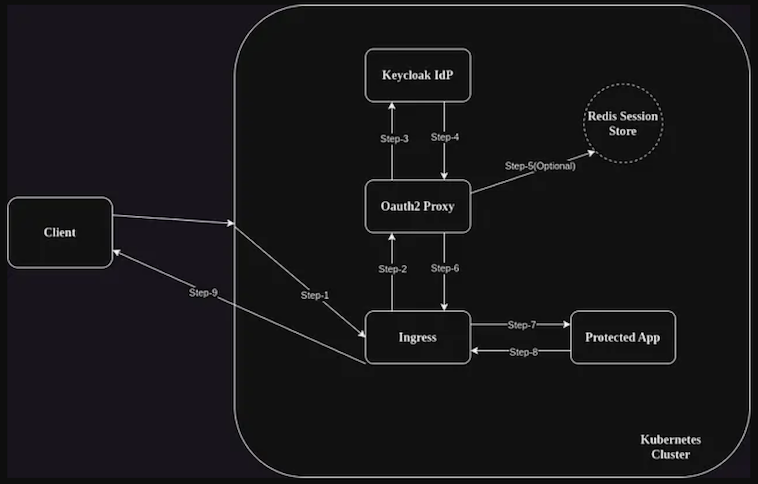 Keycloak IdP
Redis Session
Store
Step-3
Step-4
Step-5(Optional)
Oauth2 Proxy
Client
Step-2
Step-6
Step-9
Step-1
Ingress
Step-7
Step-8
Protected App
Kubernetes
Cluster